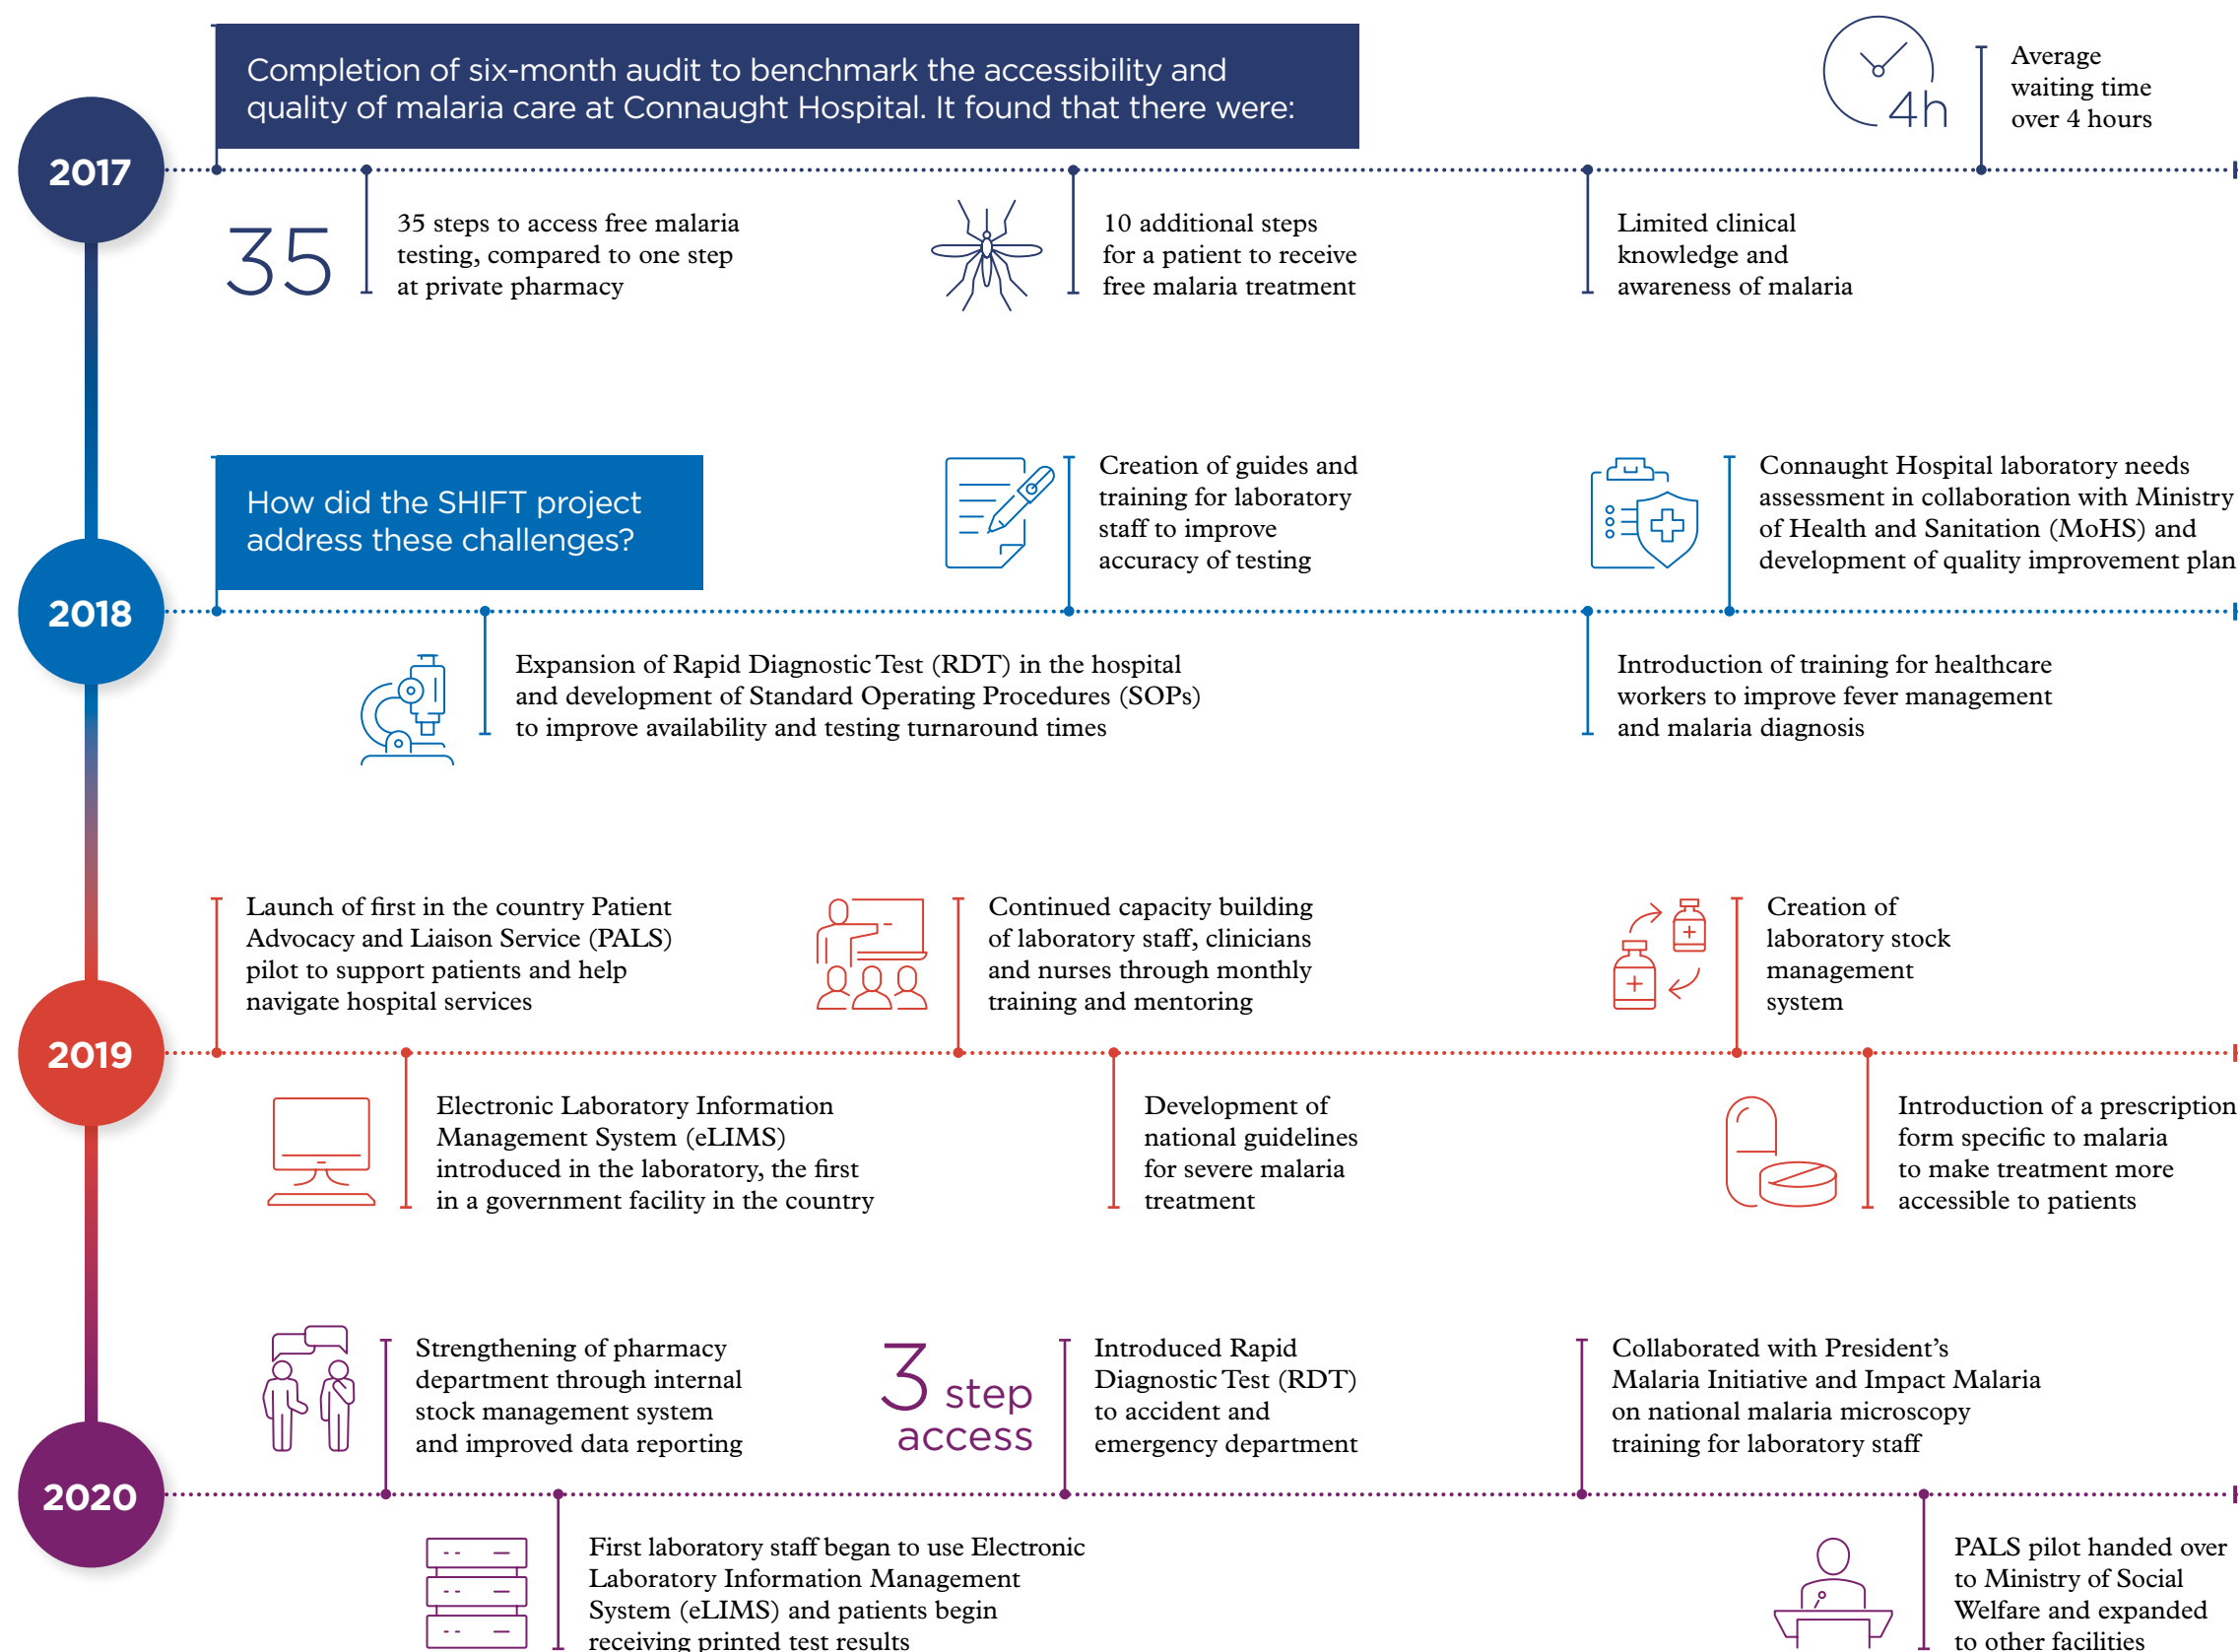 2017
Completion of six-month audit to benchmark the accessibility and
quality of malaria care at Connaught Hospital. It found that there were:
4h
Average
waiting time
over 4 hours
35
35 steps to access free malaria
testing, compared to one step
at private pharmacy
10 additional steps
for a patient to receive
free malaria treatment
Limited clinical
knowledge and
awareness of malaria
2018
How did the SHIFT project
address these challenges?
Creation of guides and
training for laboratory
staff to improve
accuracy of testing
Connaught Hospital laboratory needs
assessment in collaboration with Ministry
of Health and Sanitation (MoHS) and
development of quality improvement plan
Expansion of Rapid Diagnostic Test (RDT) in the hospital
and development of Standard Operating Procedures (SOPs)
to improve availability and testing turnaround times
Introduction of training for healthcare
workers to improve fever management
and malaria diagnosis
2019
Launch of first in the country Patient
Advocacy and Liaison Service (PALS)
pilot to support patients and help
navigate hospital services
Continued capacity building
of laboratory staff, clinicians
and nurses through monthly
training and mentoring
Creation of
laboratory stock
management
system
Electronic Laboratory Information
Management System (eLIMS)
introduced in the laboratory, the first
in a government facility in the country
Development of
national guidelines
for severe malaria
treatment
Introduction of a prescription
form specific to malaria
to make treatment more
accessible to patients
2020
Strengthening of pharmacy
department through internal
stock management system
and improved data reporting
3 step
access
Introduced Rapid
Diagnostic Test (RDT)
to accident and
emergency department
Collaborated with President's
Malaria Initiative and Impact Malaria
on national malaria microscopy
training for laboratory staff
First laboratory staff began to use Electronic
Laboratory Information Management
System (eLIMS) and patients begin
receiving printed test results
PALS pilot handed over
to Ministry of Social
Welfare and expanded
to other facilities